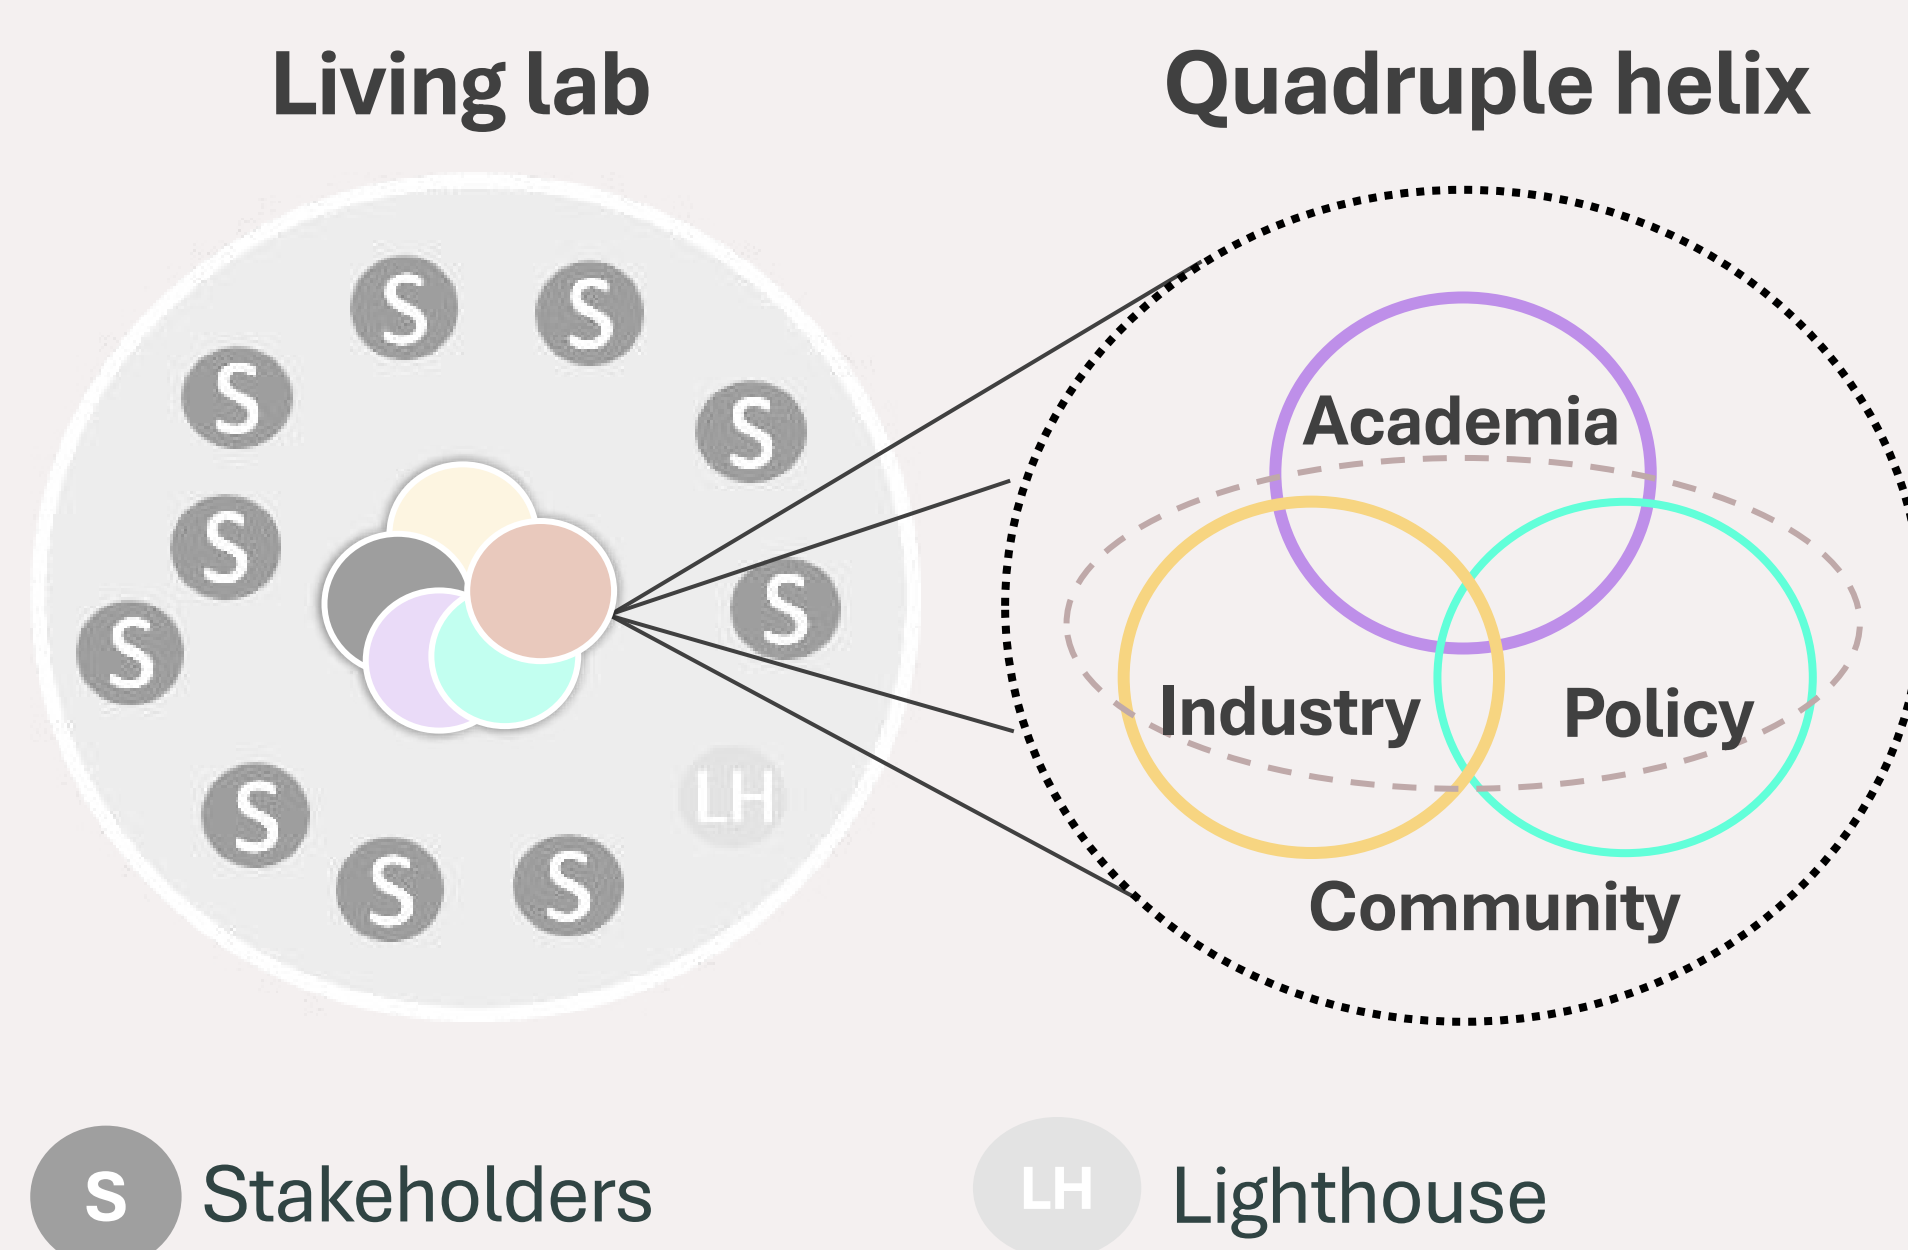 Living lab
Quadruple helix
S
S
S
S
S
S
S
S
S
S
LH
Academia
Industry
Policy
Community
S Stakeholders
LH Lighthouse